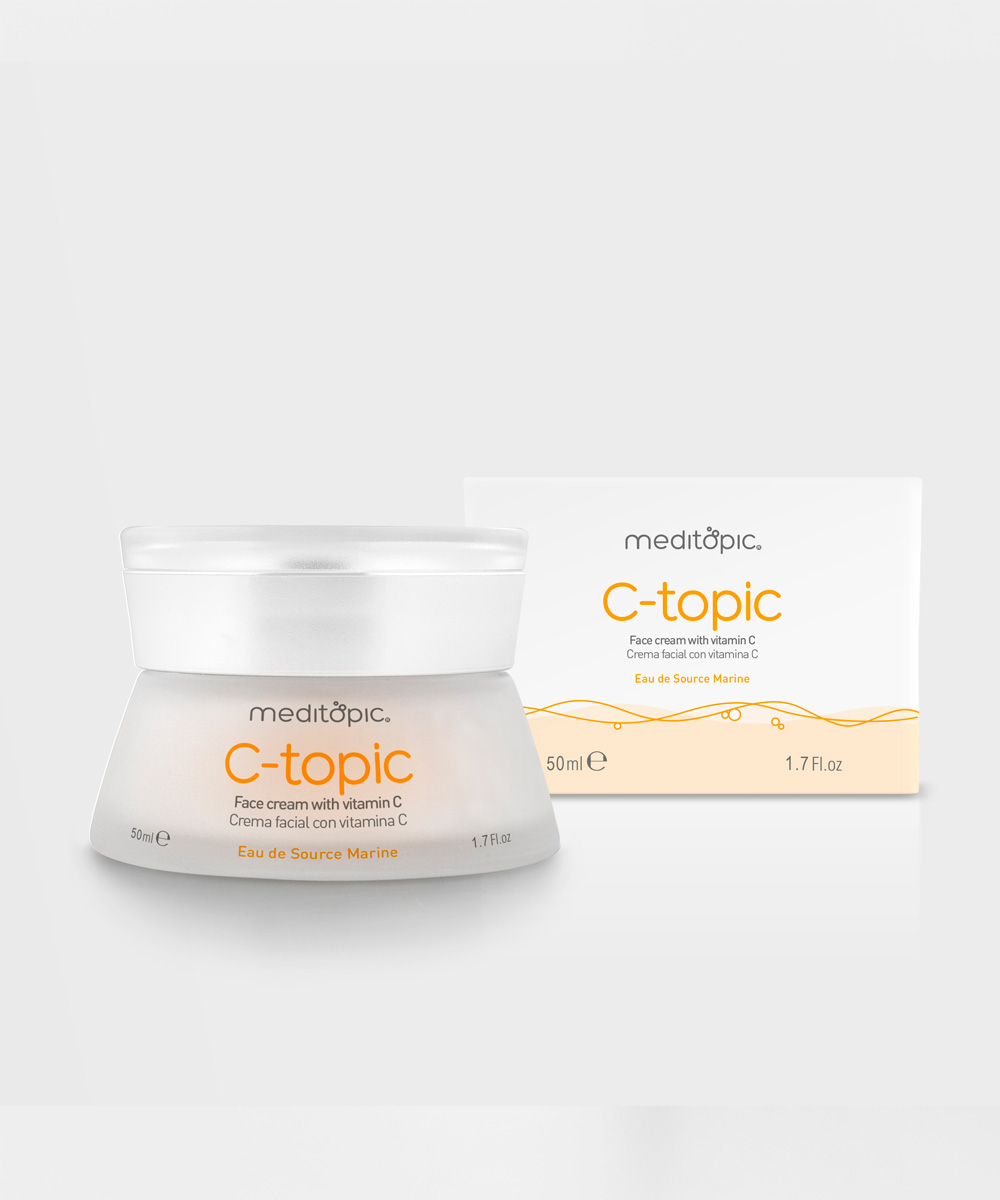 meditopic®
C-topic
Face cream with vitamin C
Crema facial con vitamina C
Eau de Source Marine
50ml ℮
1.7 Fl.oz
meditopic®
C-topic
Face cream with vitamin C
Crema facial con vitamina C
50ml ℮
1.7 Fl.oz
Eau de Source Marine